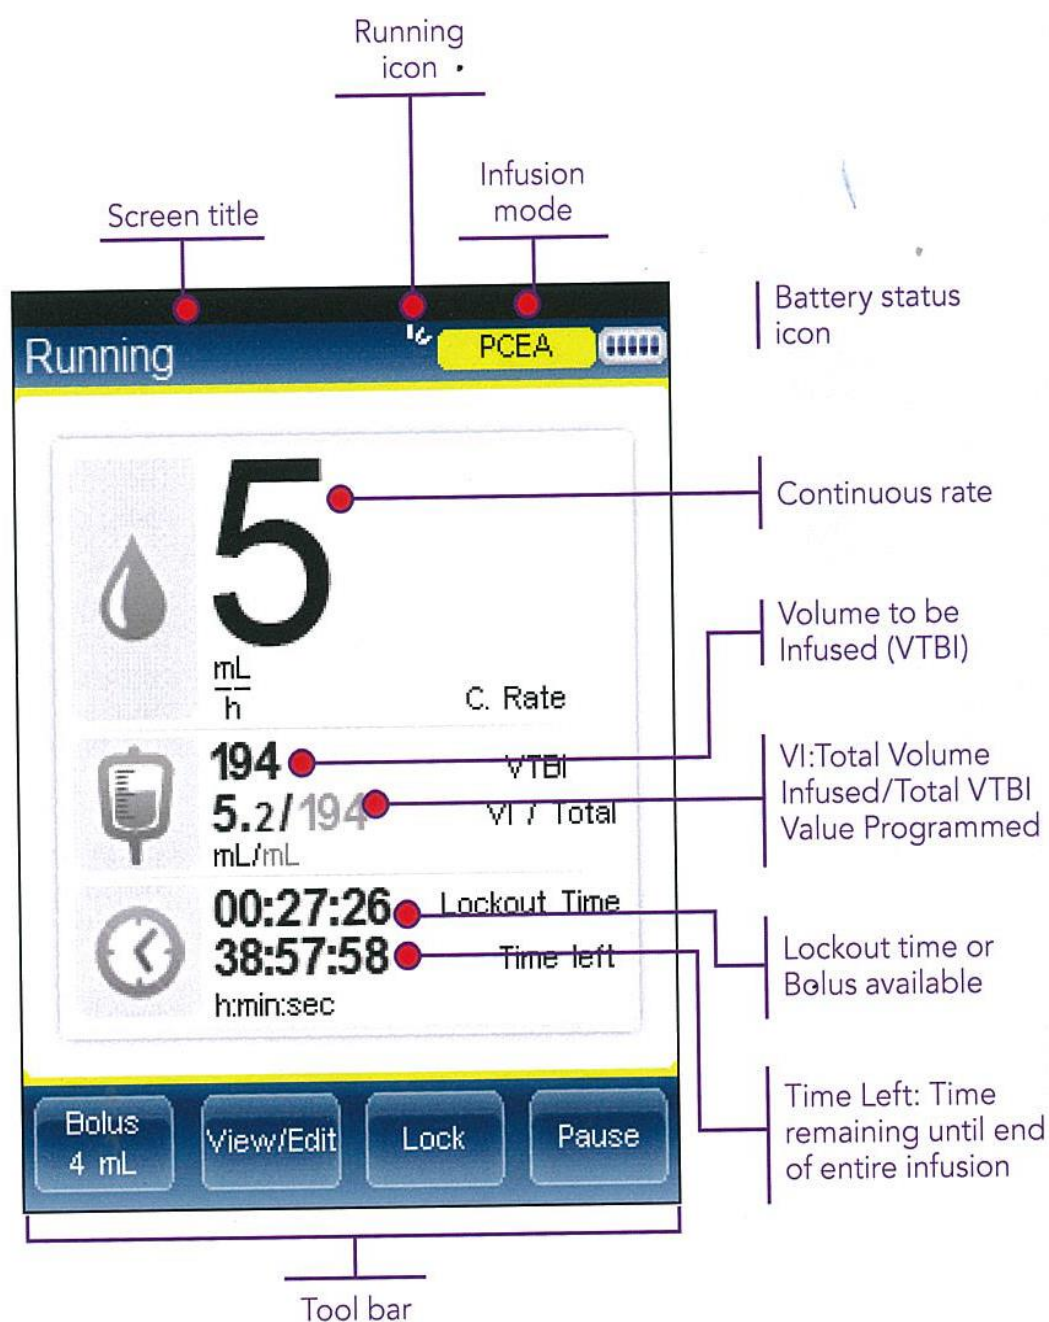 Running
icon
Infusion
mode
Screen title
Battery status
icon
Running
PCEA
5
Continuous rate
mL
h
C. Rate
Volume to be
Infused (VTBI)
194
VTBI
5.2/194
VI / Total
mL/mL
VI:Total Volume
Infused/Total VTBI
Value Programmed
00:27:26
Lockout Time
38:57:58
Time left
h:min:sec
Lockout time or
Bolus available
Time Left: Time
remaining until end
of entire infusion
Bolus
4 mL
View/Edit
Lock
Pause
Tool bar